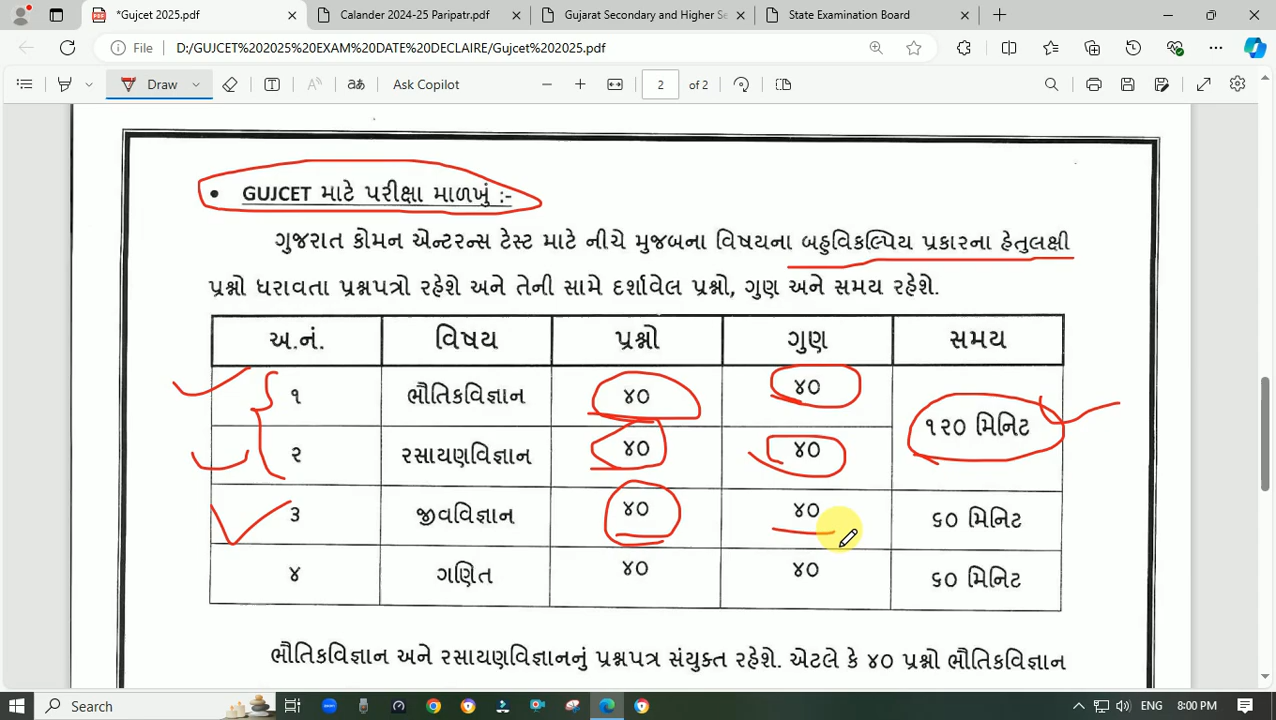 *Gujcet 2025.pdf
Calander 2024-25 Paripatr.pdf
Gujarat Secondary and Higher Se
State Examination Board
File
D:/GUJCET%202025%20EXAM%20DATE%20DECLAIRE/Gujcet%202025.pdf
Draw
Ask Copilot
2 of 2
• GUJCET માટે પરીક્ષા માળખું :-
ગુજરાત કોમન એન્ટરન્સ ટેસ્ટ માટે નીચે મુજબના વિષયના બહુવિકલ્પિય પ્રકારના હેતુલક્ષી
પ્રશ્નો ધરાવતા પ્રશ્નપત્રો રહેશે અને તેની સામે દર્શાવેલ પ્રશ્નો, ગુણ અને સમય રહેશે.
અ.નં. વિષય પ્રશ્નો ગુણ સમય
૧ ભૌતિકવિજ્ઞાન ૪૦ ૪૦ ૧૨૦ મિનિટ
૨ રસાયણવિજ્ઞાન ૪૦ ૪૦
૩ જીવવિજ્ઞાન ૪૦ ૪૦ ૬૦ મિનિટ
૪ ગણિત ૪૦ ૪૦ ૬૦ મિનિટ
ભૌતિકવિજ્ઞાન અને રસાયણવિજ્ઞાનનું પ્રશ્નપત્ર સંયુક્ત રહેશે. એટલે કે ૪૦ પ્રશ્નો ભૌતિકવિજ્ઞાન
Search
ENG
8:00 PM